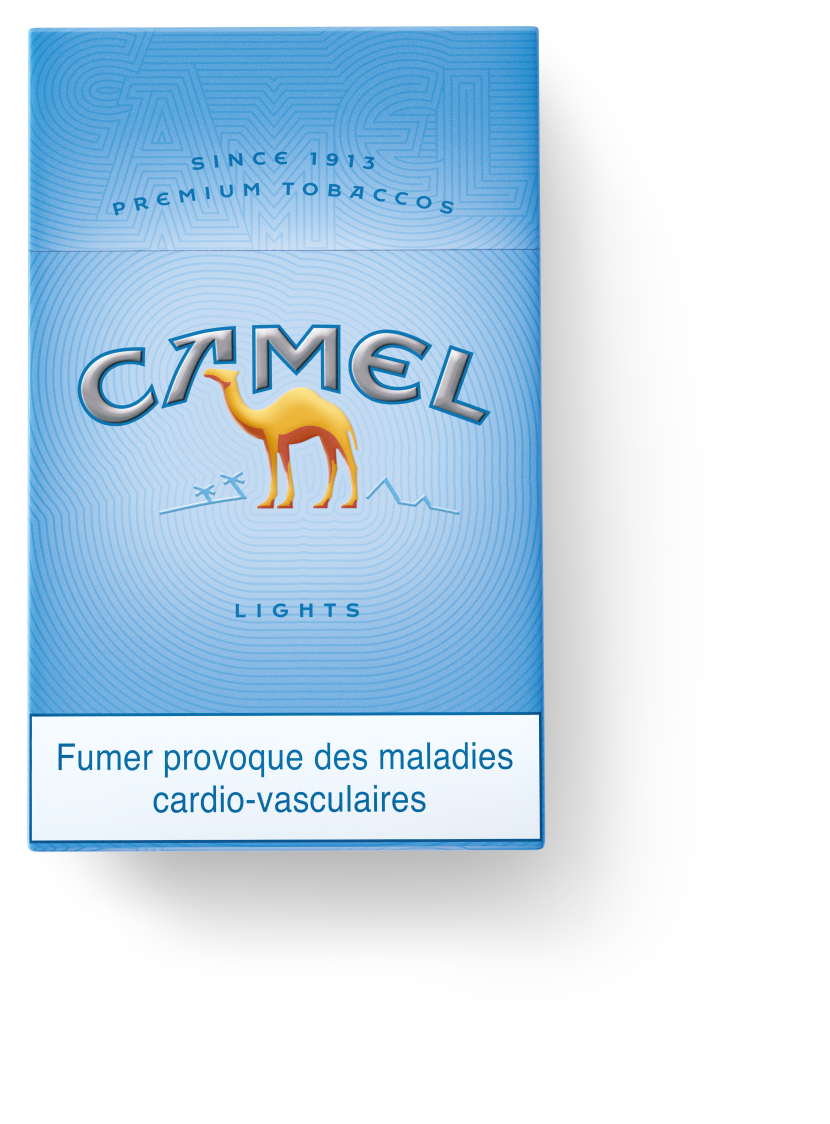 SINCE 1913
PREMIUM TOBACCOS
CAMEL
LIGHTS
Fumer provoque des maladies
cardio-vasculaires